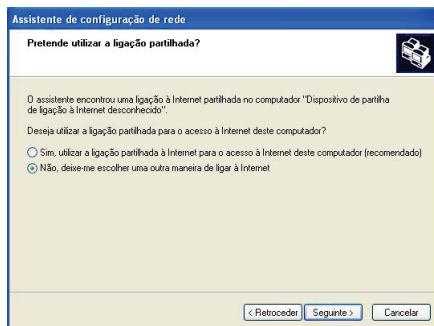 Assistente de configuração de rede
Pretende utilizar a ligação partilhada?
O assistente encontrou uma ligação à Internet partilhada no computador "Dispositivo de partilha
de ligação à Internet desconhecido".
Deseja utilizar a ligação partilhada para o acesso à Internet deste computador?
Sim, utilizar a ligação partilhada à Internet para o acesso à Internet deste computador (recomendado)
Não, deixe-me escolher uma outra maneira de ligar à Internet
< Retroceder Seguinte > Cancelar